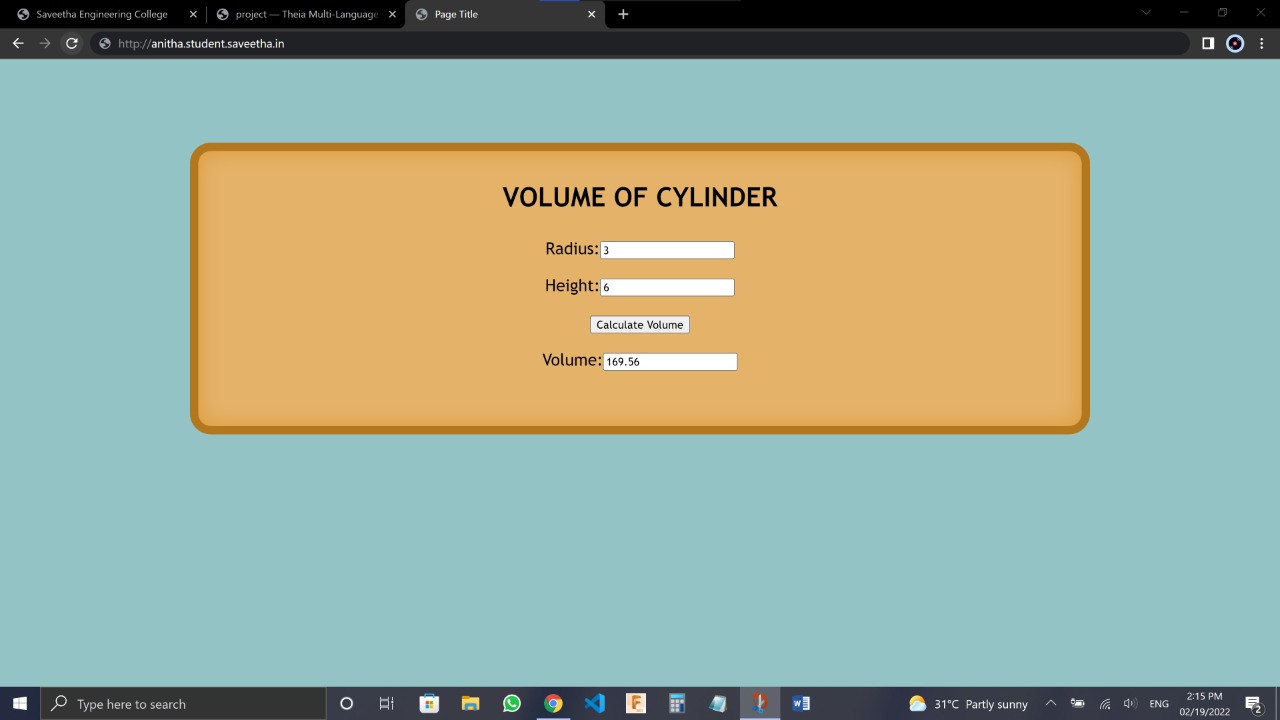 Saveetha Engineering College
project — Theia Multi-Language
Page Title
http://anitha.student.saveetha.in
VOLUME OF CYLINDER
Radius: 3
Height: 6
Calculate Volume
Volume: 169.56
Type here to search
31°C Partly sunny
ENG
2:15 PM
02/19/2022
2